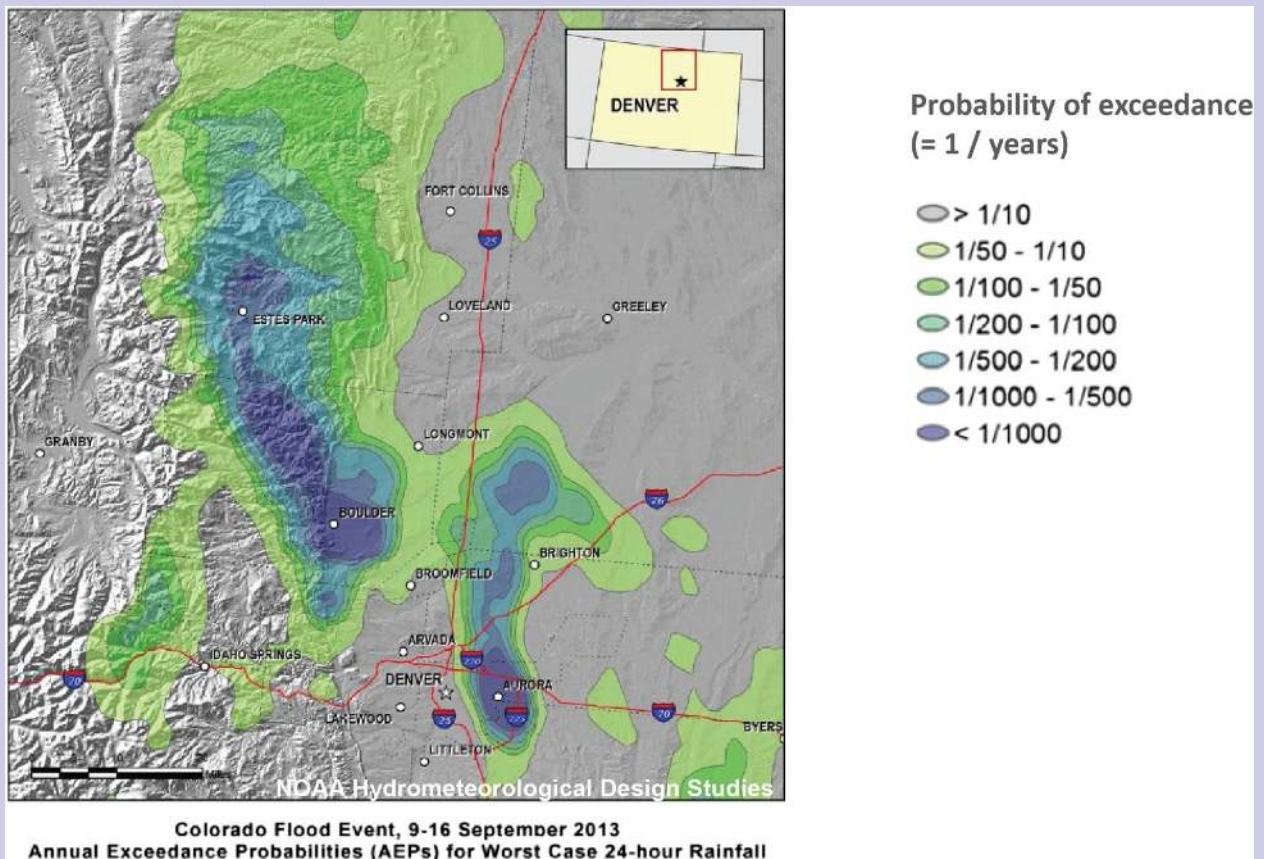 DENVER
FORT COLLINS
25
ESTES PARK
LOVELAND
GREELEY
GRANBY
LONGMONT
76
BOULDER
BRIGHTON
BROOMFIELD
ARVADA
IDAHO SPRINGS
270
70
DENVER
AURORA
LAKEWOOD
25
225
70
BYERS
LITTLETON
NOAA Hydrometeorological Design Studies
Colorado Flood Event, 9-16 September 2013
Annual Exceedance Probabilities (AEPs) for Worst Case 24-hour Rainfall
Probability of exceedance
(= 1 / years)
> 1/10
1/50 - 1/10
1/100 - 1/50
1/200 - 1/100
1/500 - 1/200
1/1000 - 1/500
< 1/1000